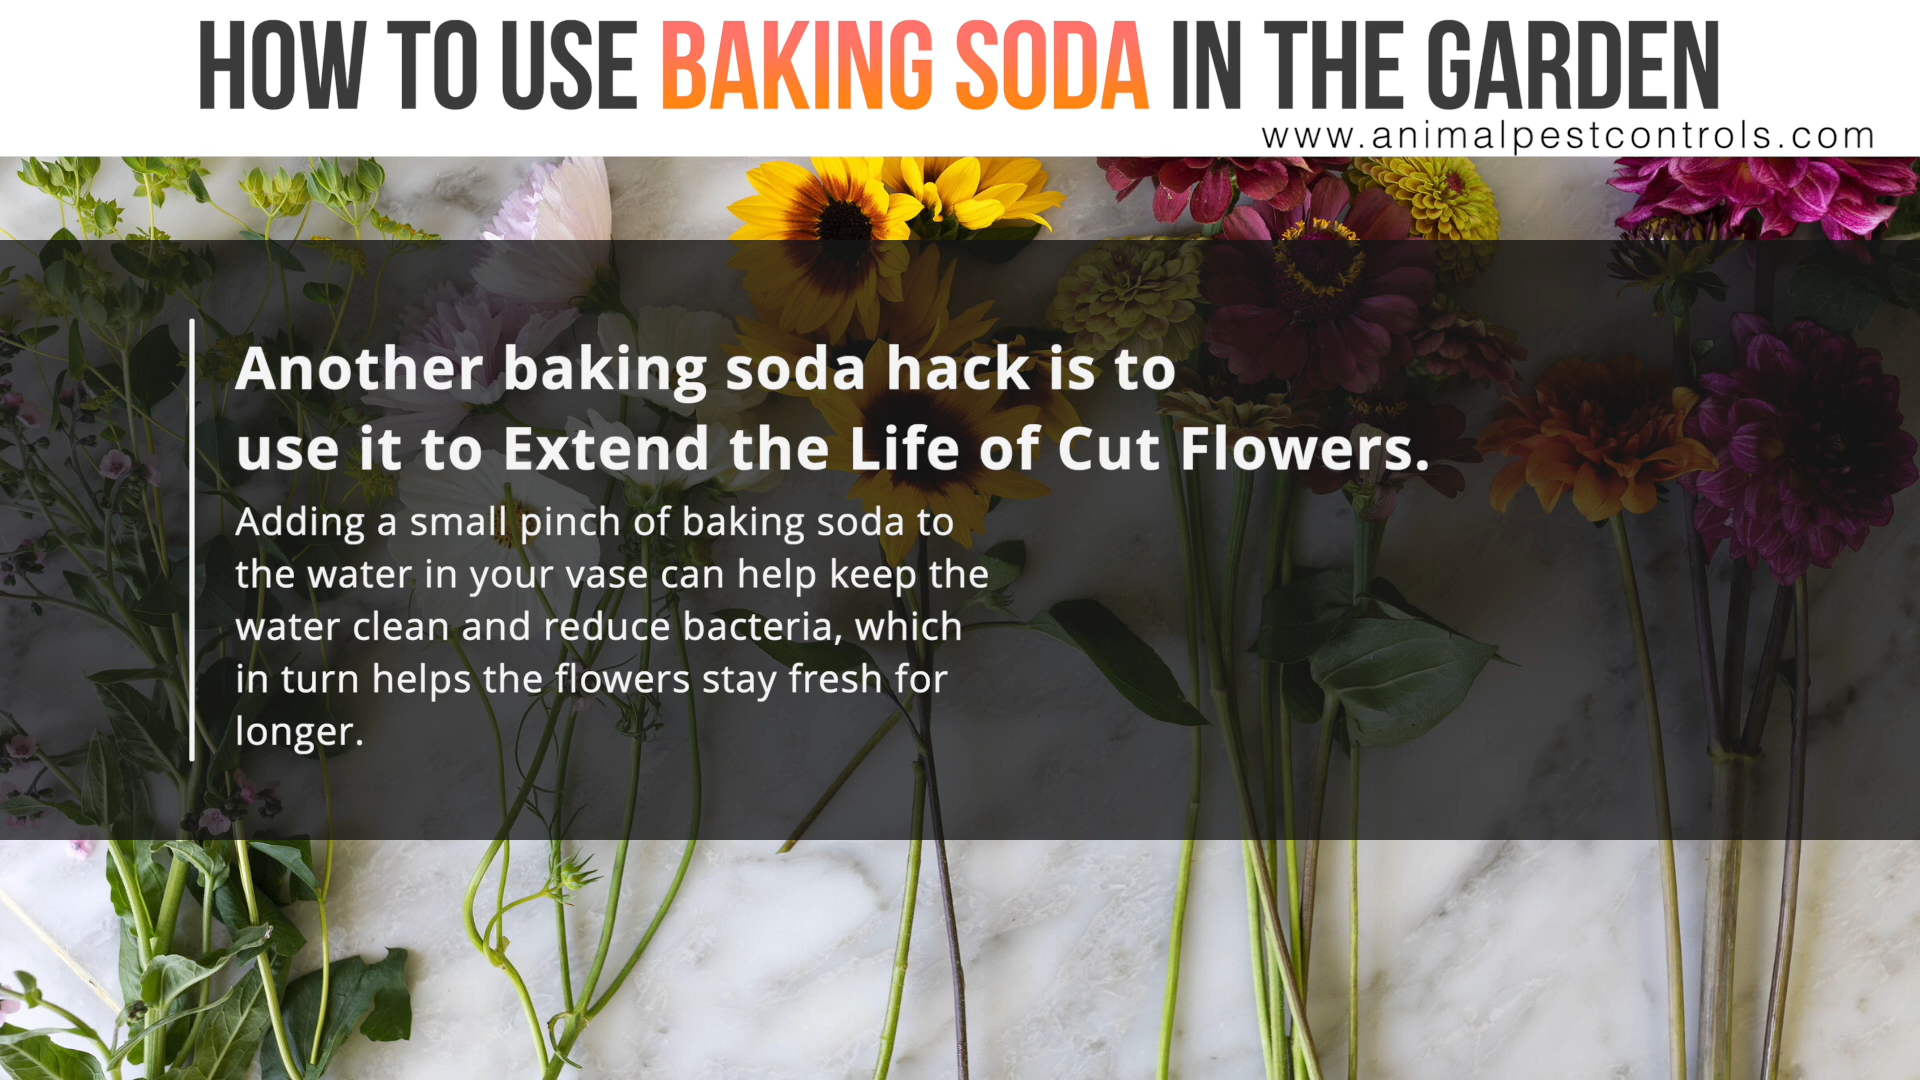 HOW TO USE BAKING SODA IN THE GARDEN
www.animalpestcontrols.com
Another baking soda hack is to
use it to Extend the Life of Cut Flowers.
Adding a small pinch of baking soda to
the water in your vase can help keep the
water clean and reduce bacteria, which
in turn helps the flowers stay fresh for
longer.